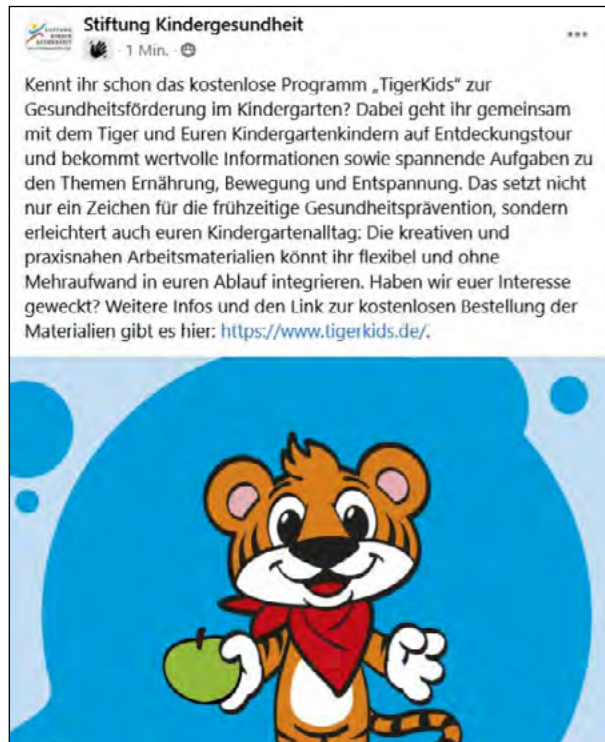 Stiftung Kindergesundheit
STIFTUNG
KINDER
GESUNDHEIT
· 1 Min. ·
Kennt ihr schon das kostenlose Programm „TigerKids“ zur
Gesundheitsförderung im Kindergarten? Dabei geht ihr gemeinsam
mit dem Tiger und Euren Kindergartenkindern auf Entdeckungstour
und bekommt wertvolle Informationen sowie spannende Aufgaben zu
den Themen Ernährung, Bewegung und Entspannung. Das setzt nicht
nur ein Zeichen für die frühzeitige Gesundheitsprävention, sondern
erleichtert auch euren Kindergartenalltag: Die kreativen und
praxisnahen Arbeitsmaterialien könnt ihr flexibel und ohne
Mehraufwand in euren Ablauf integrieren. Haben wir euer Interesse
geweckt? Weitere Infos und den Link zur kostenlosen Bestellung der
Materialien gibt es hier: https://www.tigerkids.de/.